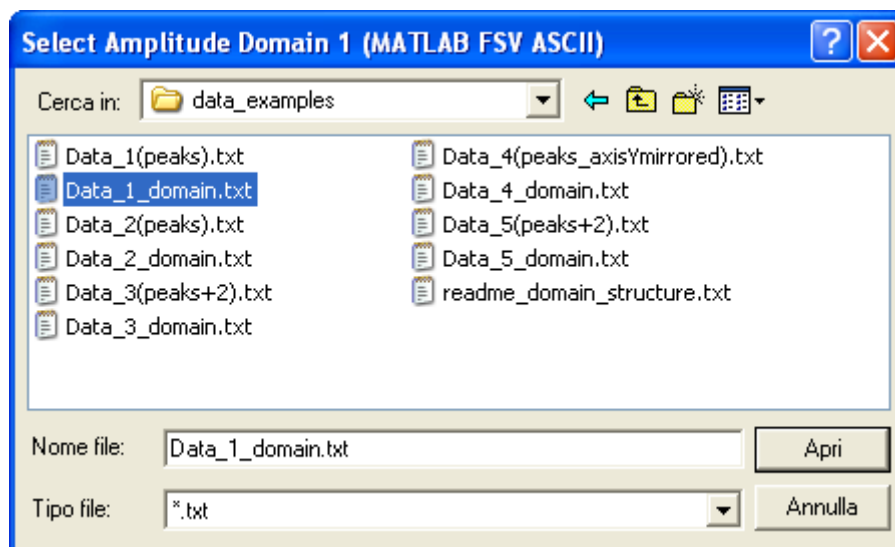 Select Amplitude Domain 1 (MATLAB FSV ASCII)
Cerca in: data_examples
Data_1(peaks).txt
Data_1_domain.txt
Data_2(peaks).txt
Data_2_domain.txt
Data_3(peaks+2).txt
Data_3_domain.txt
Data_4(peaks_axisYmirrored).txt
Data_4_domain.txt
Data_5(peaks+2).txt
Data_5_domain.txt
readme_domain_structure.txt
Nome file: Data_1_domain.txt Apri
Tipo file: *.txt Annulla